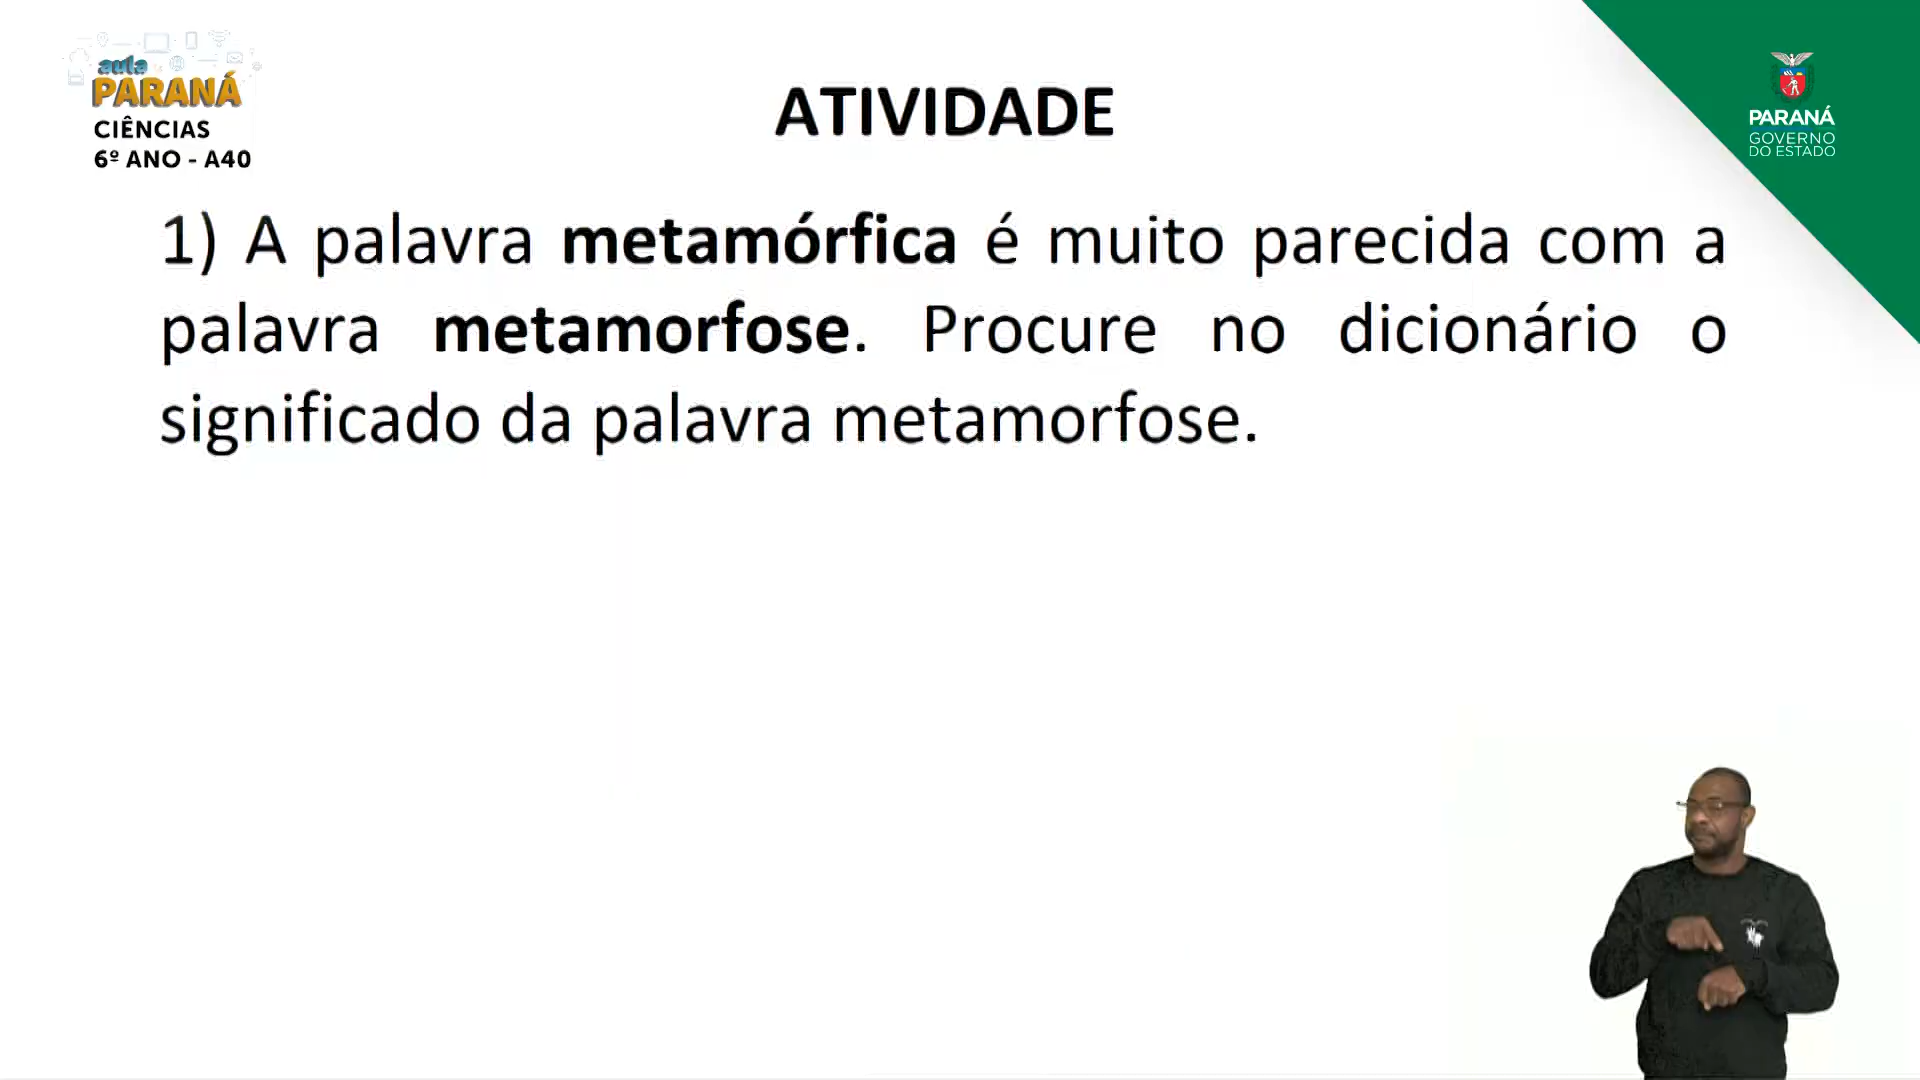 aula
PARANÁ
CIÊNCIAS
6º ANO - A40
ATIVIDADE
PARANÁ
GOVERNO
DO ESTADO
1) A palavra metamórfica é muito parecida com a
palavra metamorfose. Procure no dicionário o
significado da palavra metamorfose.